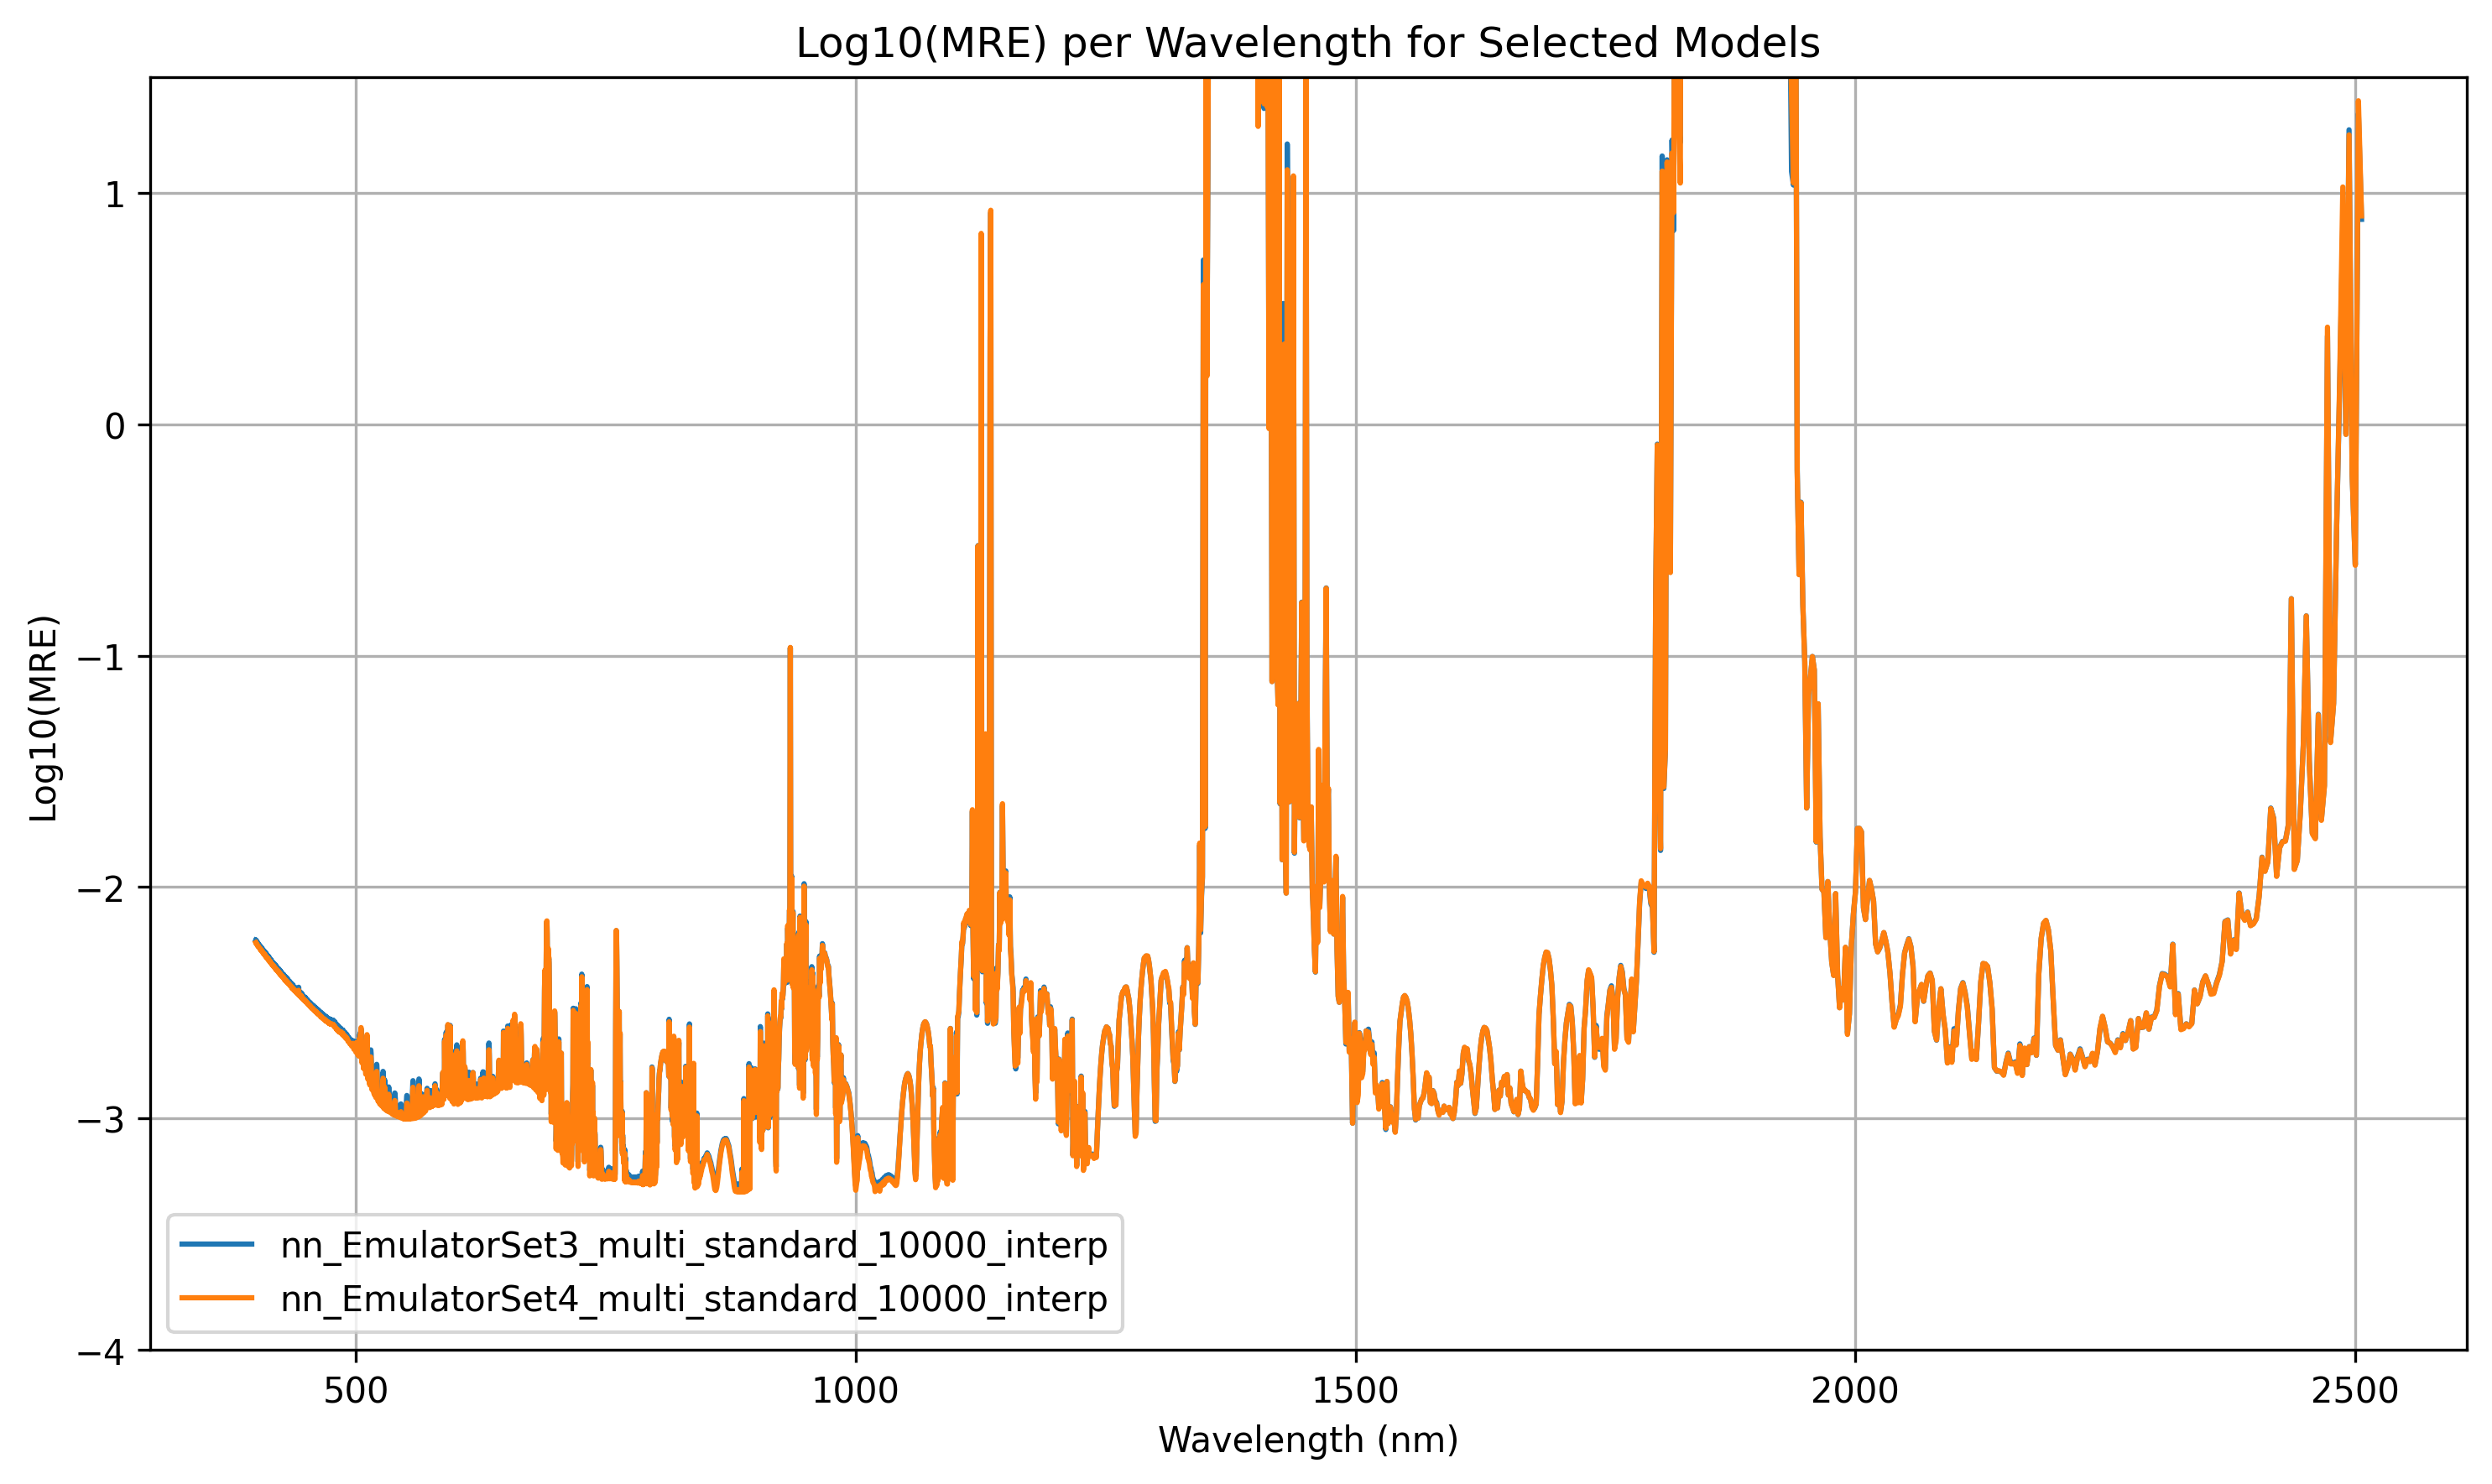 Log10(MRE) per Wavelength for Selected Models
Log10(MRE)
1
0
−1
−2
−3
−4
nn_EmulatorSet3_multi_standard_10000_interp
nn_EmulatorSet4_multi_standard_10000_interp
500 1000 1500 2000 2500
Wavelength (nm)